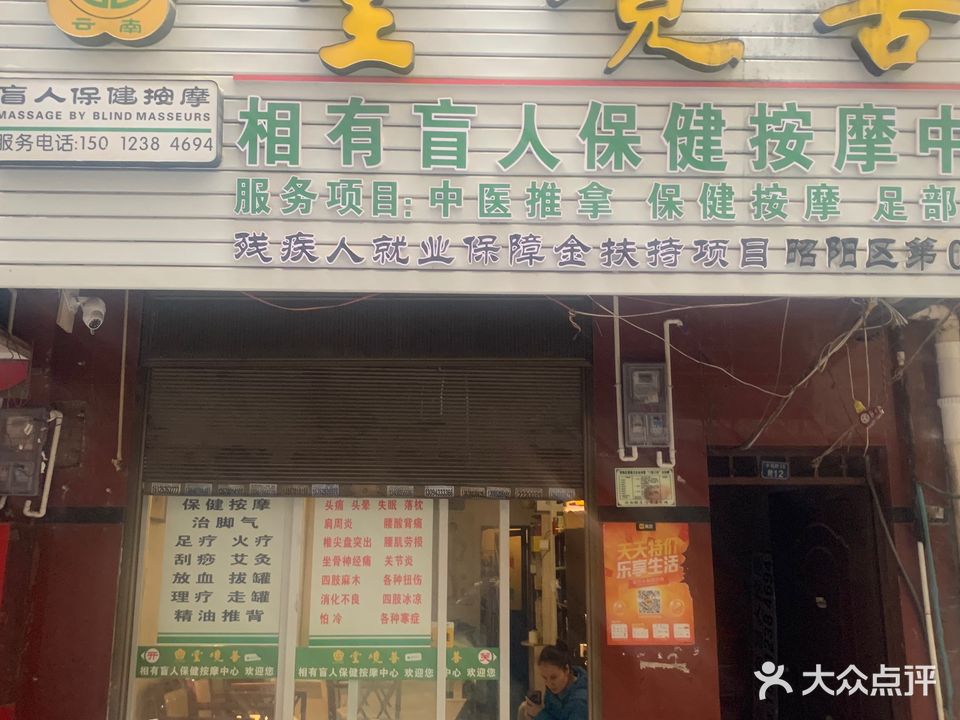 云南
盲人保健按摩
MASSAGE BY BLIND MASSEURS
服务电话:150 1238 4694
相有盲人保健按摩中
服务项目:中医推拿 保健按摩 足部
残疾人就业保障金扶持项目 昭阳区第
保健按摩
治脚气
足疗 火疗
刮痧 艾灸
放血 拔罐
理疗 走罐
精油推背
头痛 头晕 失眠 落枕
肩周炎 腰酸背痛
椎尖盘突出 腰肌劳损
坐骨神经痛 关节炎
四肢麻木 各种扭伤
消化不良 四肢冰凉
怕冷 各种寒症
相有盲人保健按摩中心 欢迎您
相有盲人保健按摩中心 欢迎您
天天特价
乐享生活
附12
大众点评